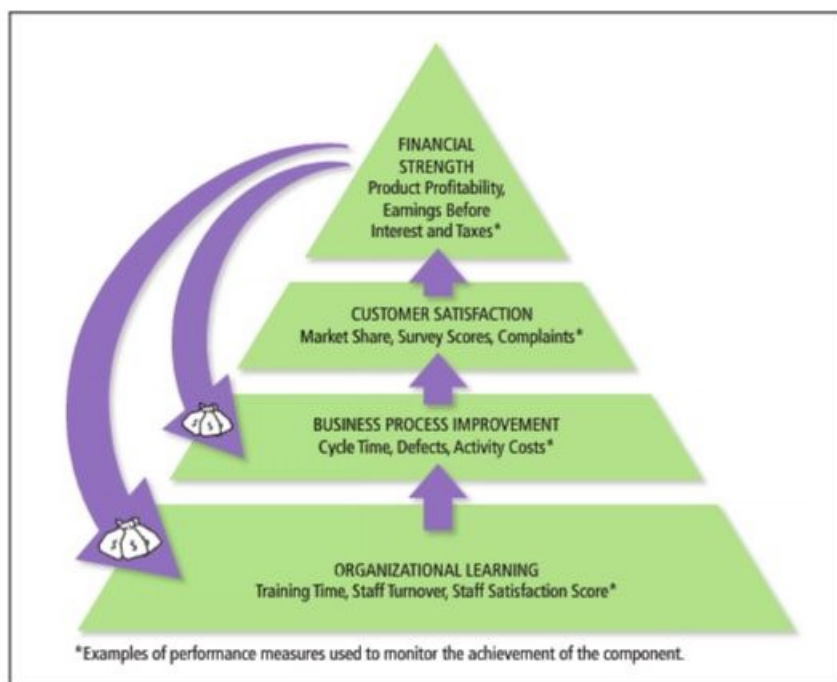 FINANCIAL
STRENGTH
Product Profitability,
Earnings Before
Interest and Taxes*
CUSTOMER SATISFACTION
Market Share, Survey Scores, Complaints*
BUSINESS PROCESS IMPROVEMENT
Cycle Time, Defects, Activity Costs*
$ $
ORGANIZATIONAL LEARNING
Training Time, Staff Turnover, Staff Satisfaction Score*
$ $ $
*Examples of performance measures used to monitor the achievement of the component.